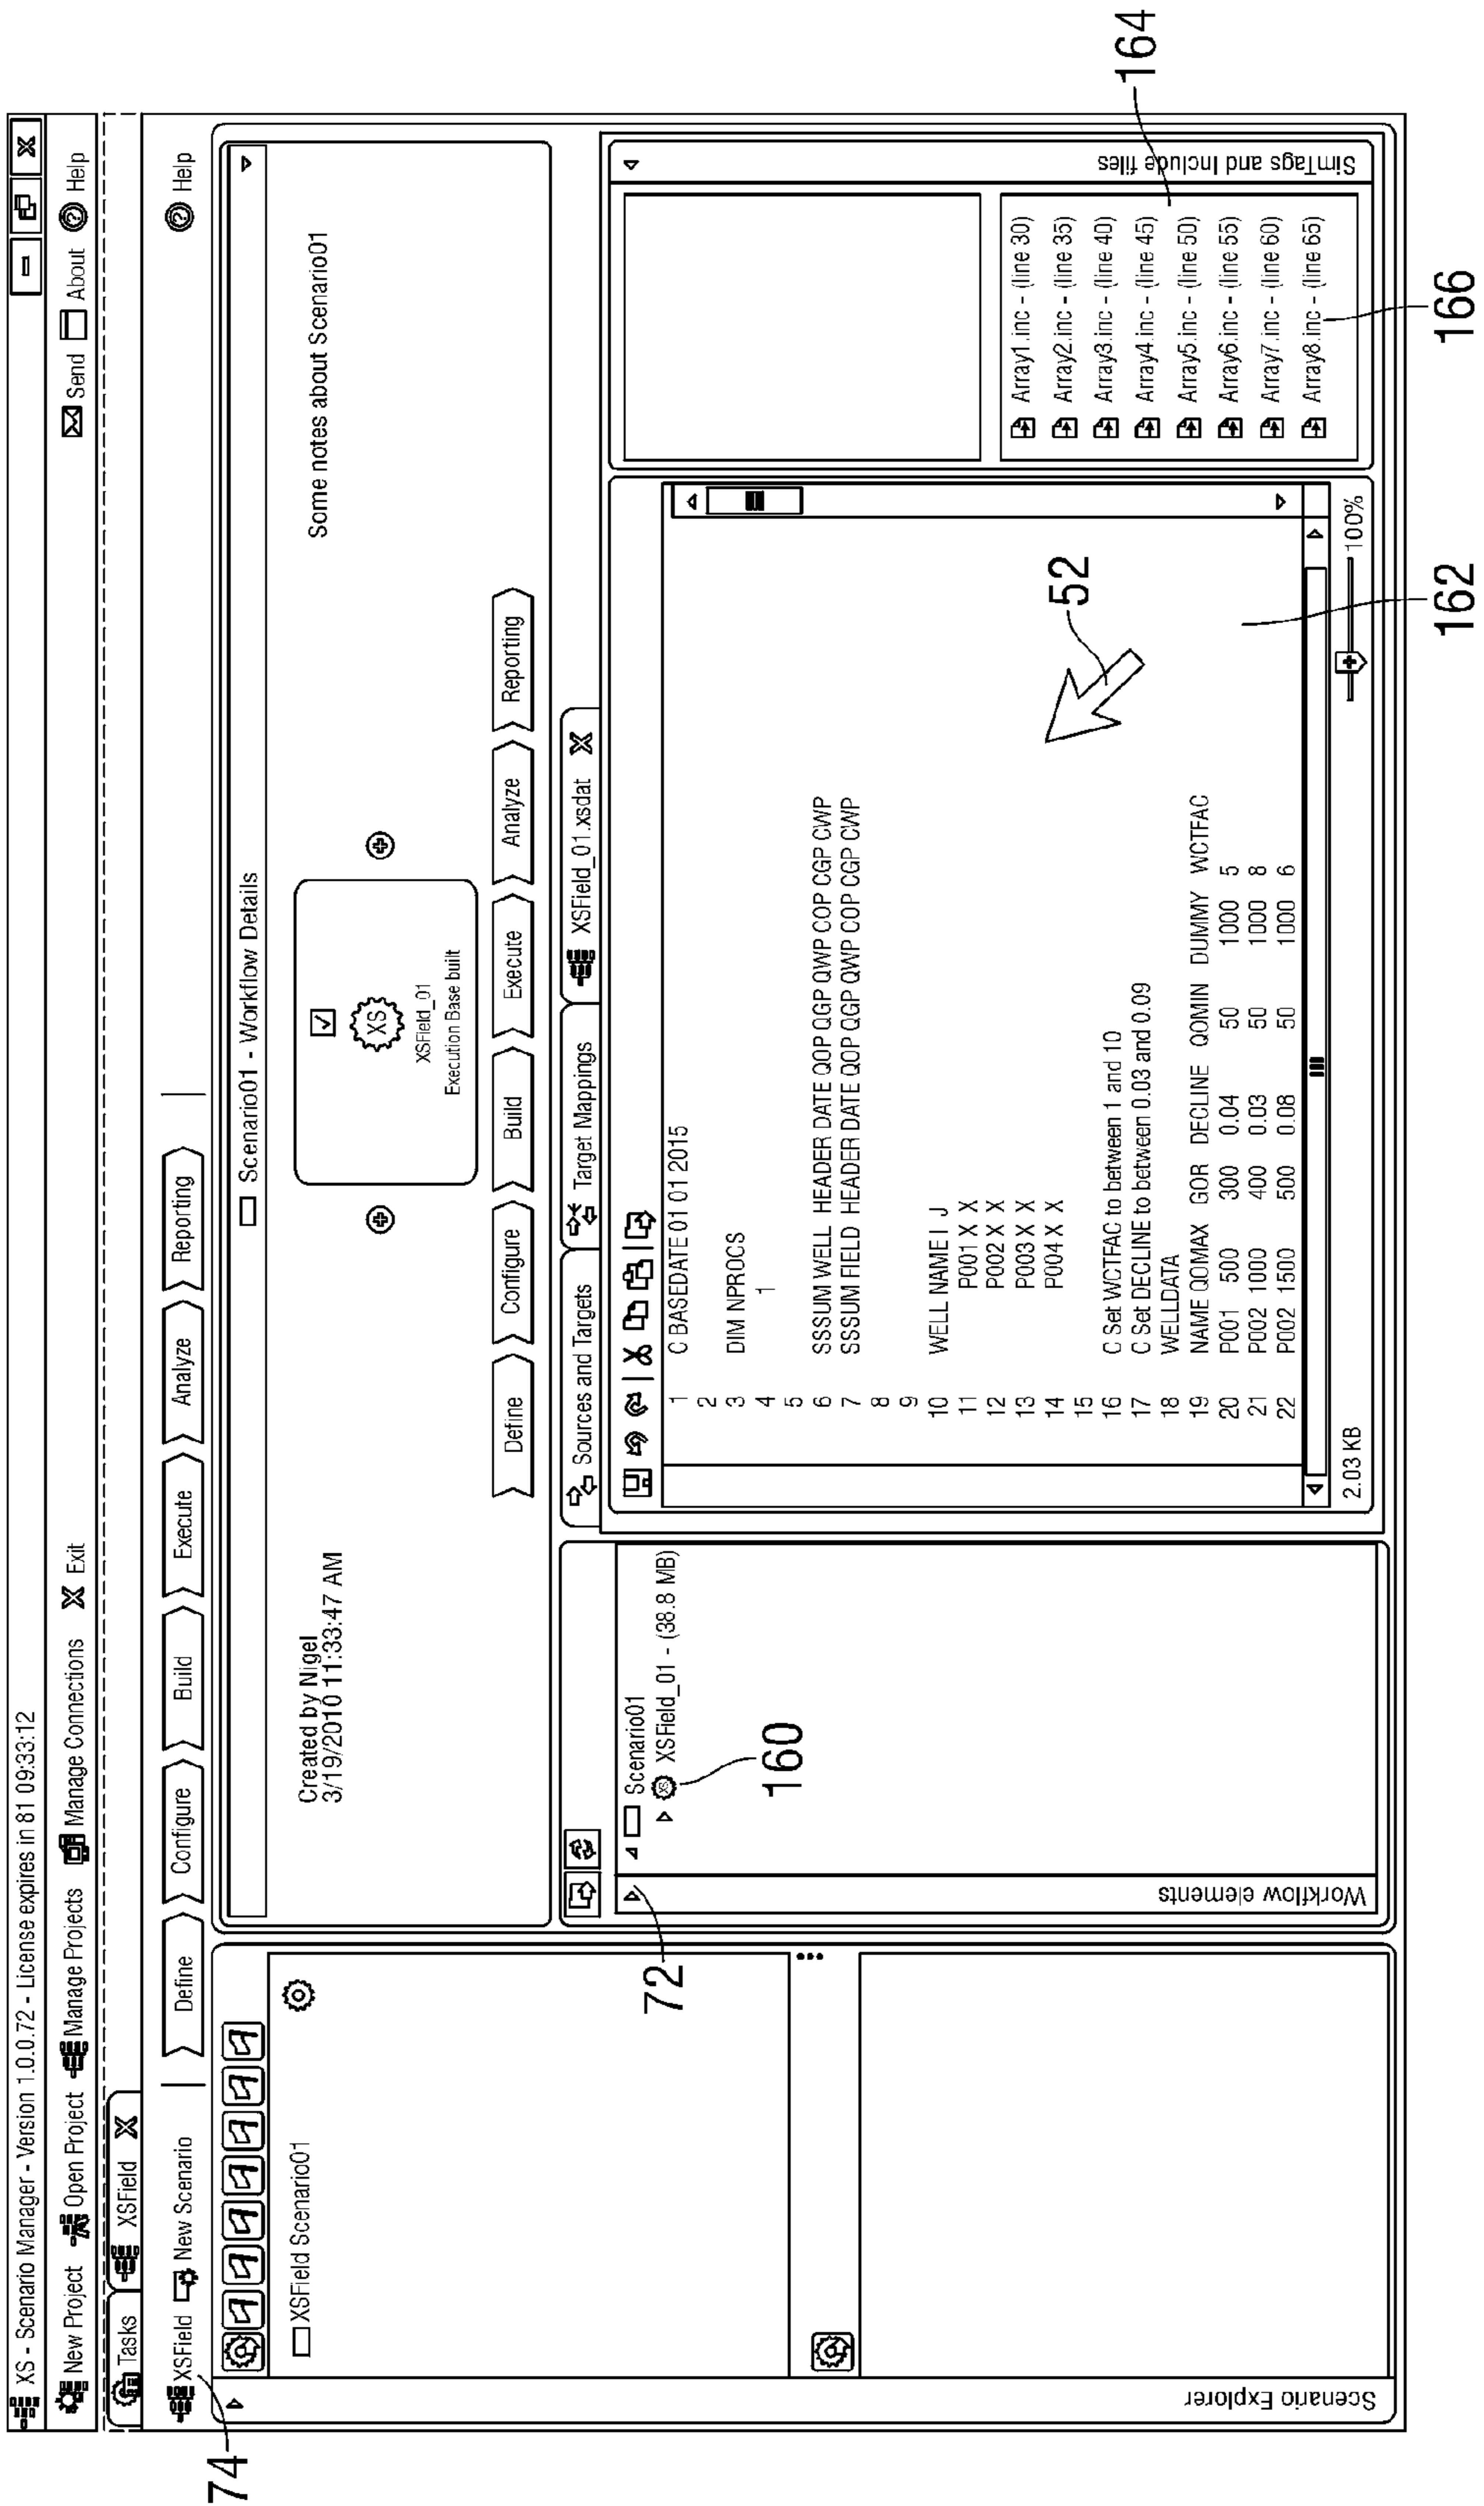 XS - Scenario Manager - Version 1.0.0.72 - License expires in 81 09:33:12
New Project Open Project Manage Projects Manage Connections Exit Send About Help
Tasks XSField
XSField New Scenario Define Configure Build Execute Analyze Reporting Help
74
Scenario Explorer
XSField Scenario01
Scenario01 - Workflow Details
Created by Nigel
3/19/2010 11:33:47 AM
XS
XSField_01
Execution Base built
Some notes about Scenario01
Define Configure Build Execute Analyze Reporting
72
Workflow elements
Scenario01
XS XSField_01 - (38.8 MB)
160
Sources and Targets Target Mappings XSField_01.xsdat
1 C BASEDATE 01 01 2015
2
3 DIM NPROCS
4 1
5
6 SSSUM WELL HEADER DATE QOP QGP QWP COP CGP CWP
7 SSSUM FIELD HEADER DATE QOP QGP QWP COP CGP CWP
8
9
10 WELL NAME I J
11 P001 X X
12 P002 X X
13 P003 X X
14 P004 X X
15
16 C Set WCTFAC to between 1 and 10
17 C Set DECLINE to between 0.03 and 0.09
18 WELLDATA
19 NAME QOMAX GOR DECLINE QOMIN DUMMY WCTFAC
20 P001 500 300 0.04 50 1000 5
21 P002 1000 400 0.03 50 1000 8
22 P002 1500 500 0.08 50 1000 6
2.03 KB
100%
52
162
SimTags and Include files
Array1.inc - (line 30)
Array2.inc - (line 35)
Array3.inc - (line 40)
Array4.inc - (line 45)
Array5.inc - (line 50)
Array6.inc - (line 55)
Array7.inc - (line 60)
Array8.inc - (line 65)
164
166